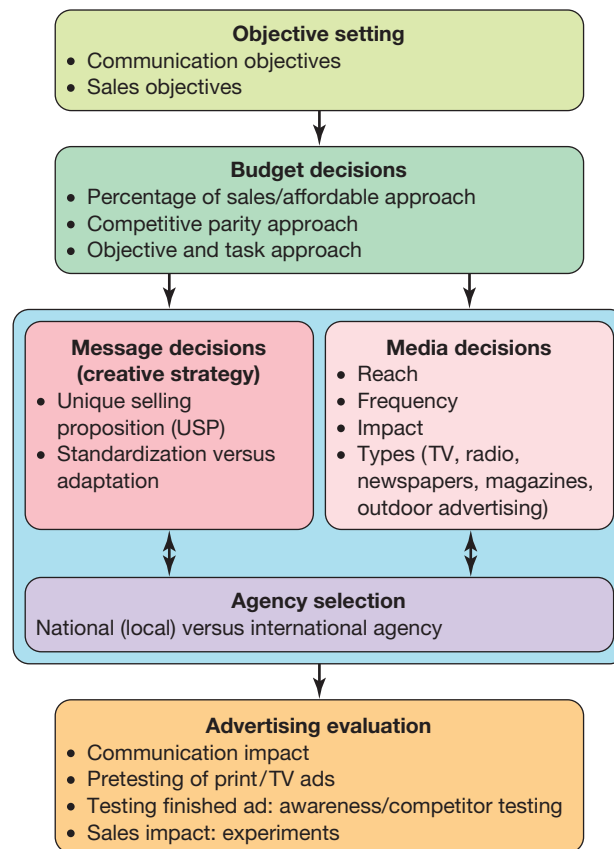 Objective setting
• Communication objectives
• Sales objectives
Budget decisions
• Percentage of sales/affordable approach
• Competitive parity approach
• Objective and task approach
Message decisions
(creative strategy)
• Unique selling
proposition (USP)
• Standardization versus
adaptation
Media decisions
• Reach
• Frequency
• Impact
• Types (TV, radio,
newspapers, magazines,
outdoor advertising)
Agency selection
National (local) versus international agency
Advertising evaluation
• Communication impact
• Pretesting of print/TV ads
• Testing finished ad: awareness/competitor testing
• Sales impact: experiments